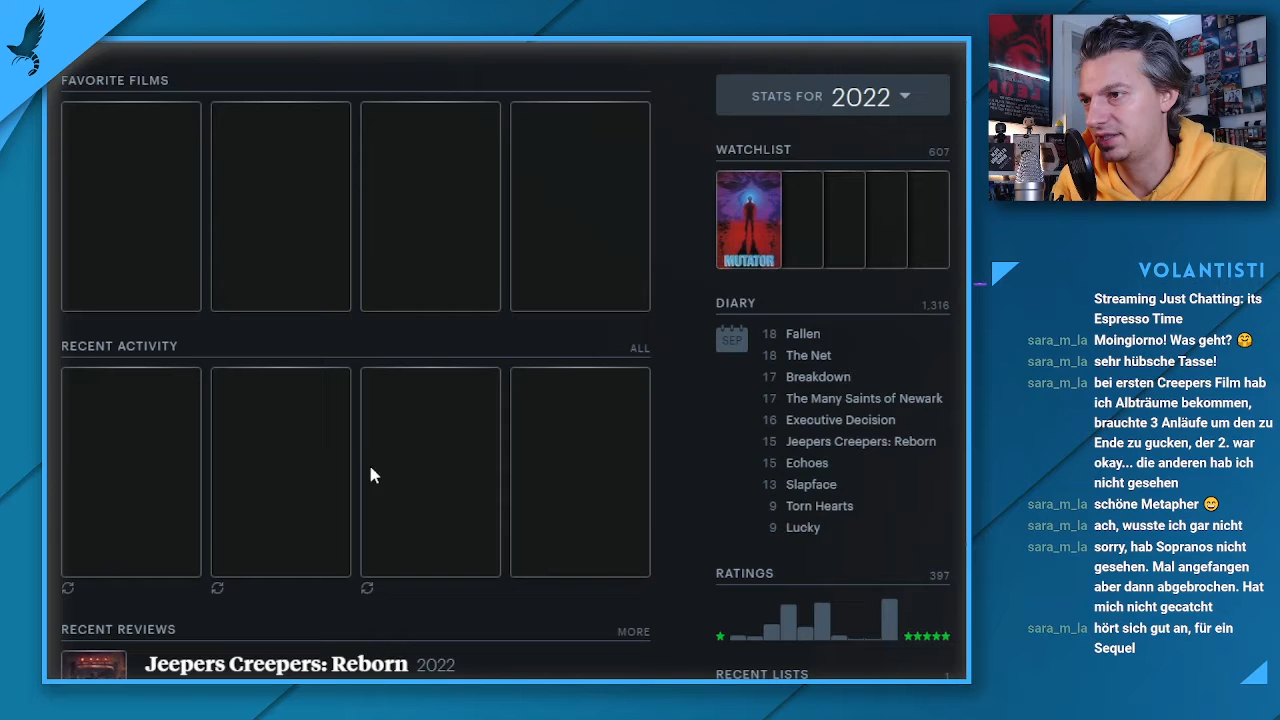 FAVORITE FILMS
RECENT ACTIVITY
ALL
RECENT REVIEWS
MORE
Jeepers Creepers: Reborn 2022
STATS FOR 2022
WATCHLIST
607
MUTATOR
DIARY
1,316
SEP
18 Fallen
18 The Net
17 Breakdown
17 The Many Saints of Newark
16 Executive Decision
15 Jeepers Creepers: Reborn
15 Echoes
13 Slapface
9 Torn Hearts
9 Lucky
RATINGS
397
RECENT LISTS
1
VOLANTISTI
Streaming Just Chatting: its
Espresso Time
sara_m_la Moingiorno! Was geht? 🤗
sara_m_la sehr hübsche Tasse!
sara_m_la bei ersten Creepers Film hab
ich Albträume bekommen,
brauchte 3 Anläufe um den zu
Ende zu gucken, der 2. war
okay... die anderen hab ich
nicht gesehen
sara_m_la schöne Metapher 😄
sara_m_la ach, wusste ich gar nicht
sara_m_la sorry, hab Sopranos nicht
gesehen. Mal angefangen
aber dann abgebrochen. Hat
mich nicht gecatcht
sara_m_la hört sich gut an, für ein
Sequel